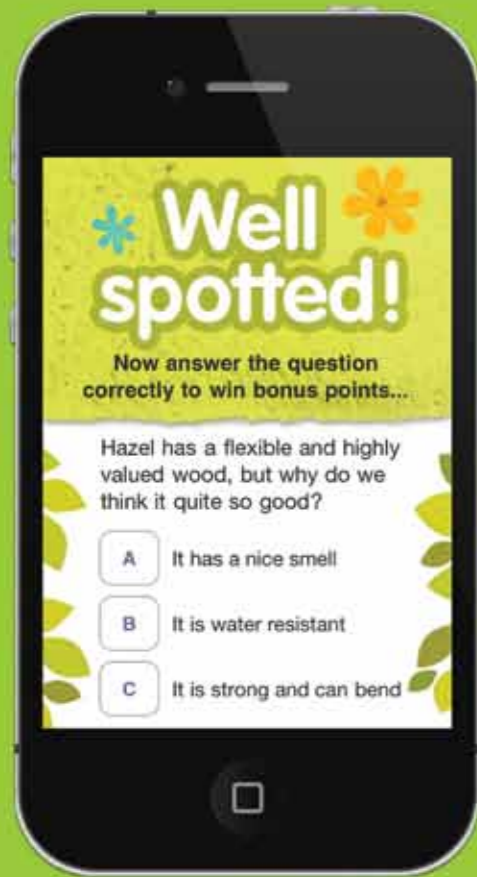 Well
spotted!
Now answer the question
correctly to win bonus points...
Hazel has a flexible and highly
valued wood, but why do we
think it quite so good?
A It has a nice smell
B It is water resistant
C It is strong and can bend